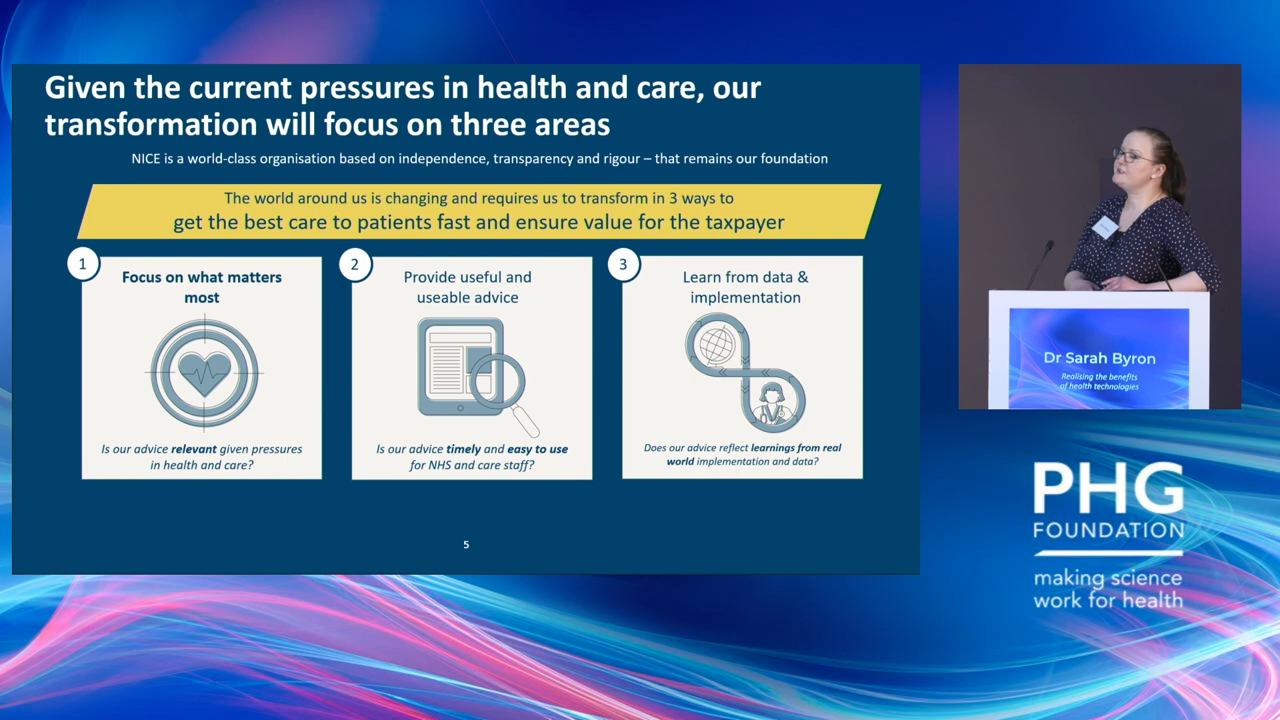 Given the current pressures in health and care, our
transformation will focus on three areas
NICE is a world-class organisation based on independence, transparency and rigour – that remains our foundation
The world around us is changing and requires us to transform in 3 ways to
get the best care to patients fast and ensure value for the taxpayer
1
Focus on what matters
most
Is our advice relevant given pressures
in health and care?
2
Provide useful and
useable advice
Is our advice timely and easy to use
for NHS and care staff?
3
Learn from data &
implementation
Does our advice reflect learnings from real
world implementation and data?
5
Dr Sarah Byron
Realising the benefits
of health technologies
PHG
FOUNDATION
making science
work for health